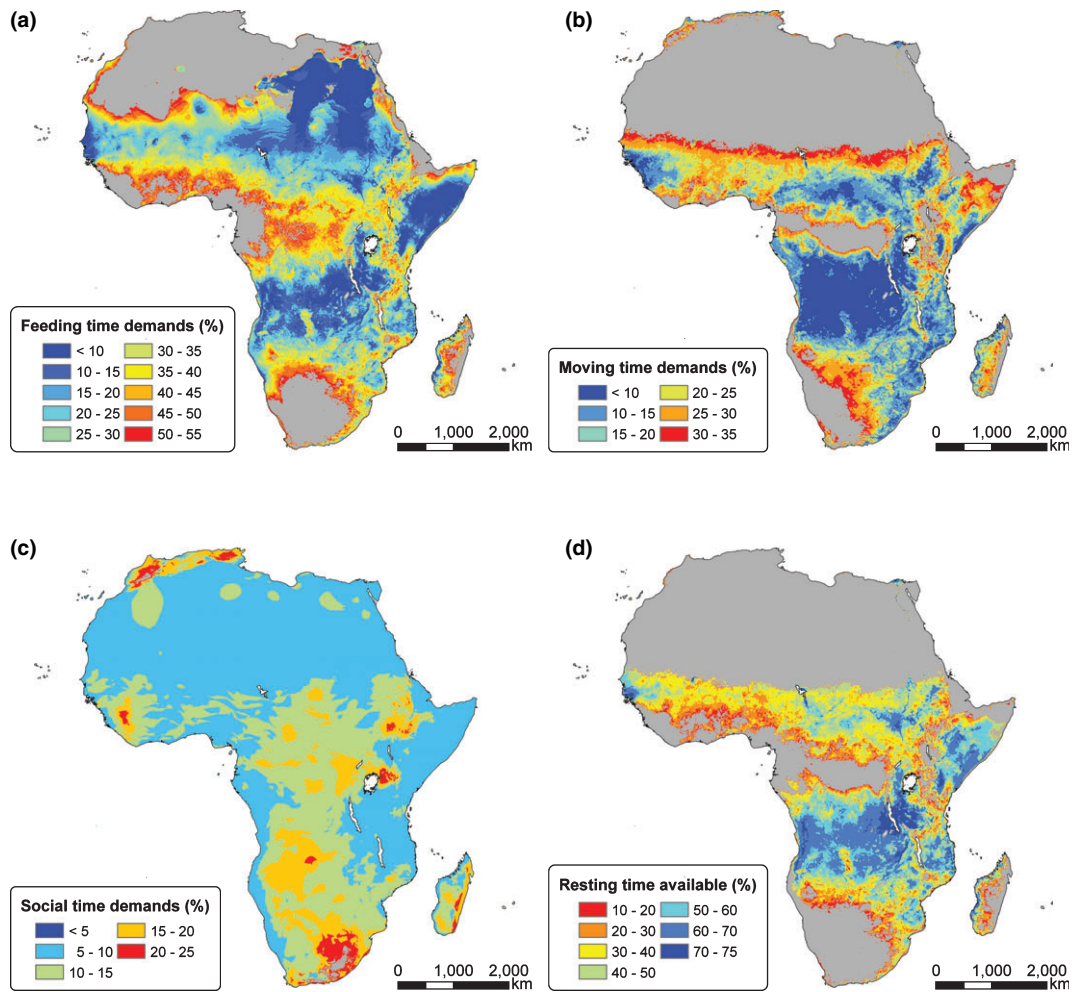 (a)
Feeding time demands (%)
< 10
10 - 15
15 - 20
20 - 25
25 - 30
30 - 35
35 - 40
40 - 45
45 - 50
50 - 55
0 1,000 2,000
km
(b)
Moving time demands (%)
< 10
10 - 15
15 - 20
20 - 25
25 - 30
30 - 35
0 1,000 2,000
km
(c)
Social time demands (%)
< 5
5 - 10
10 - 15
15 - 20
20 - 25
0 1,000 2,000
km
(d)
Resting time available (%)
10 - 20
20 - 30
30 - 40
40 - 50
50 - 60
60 - 70
70 - 75
0 1,000 2,000
km